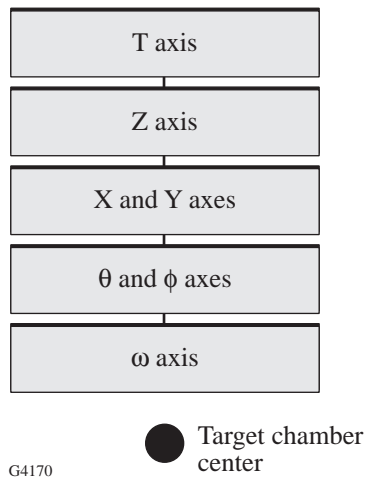 T axis
Z axis
X and Y axes
θ and ϕ axes
ω axis
Target chamber
center
G4170